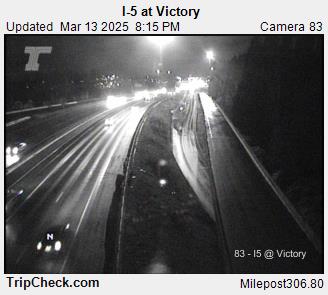 I-5 at Victory
Updated Mar 13 2025 8:15 PM Camera 83
T
N
83 - I5 @ Victory
TripCheck.com Milepost306.80